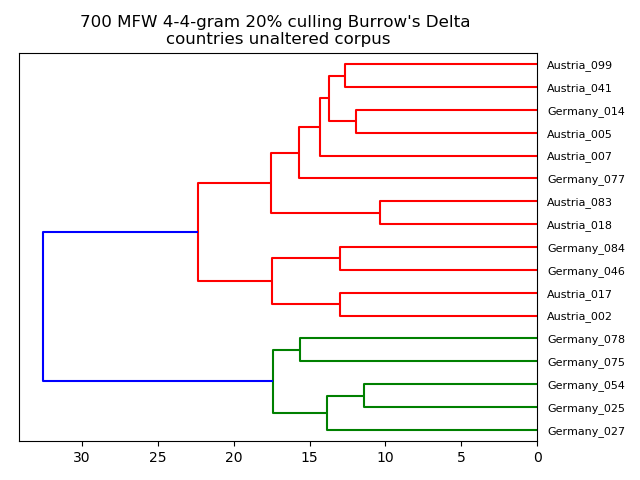 700 MFW 4-4-gram 20% culling Burrow's Delta
countries unaltered corpus
Austria_099
Austria_041
Germany_014
Austria_005
Austria_007
Germany_077
Austria_083
Austria_018
Germany_084
Germany_046
Austria_017
Austria_002
Germany_078
Germany_075
Germany_054
Germany_025
Germany_027
30 25 20 15 10 5 0